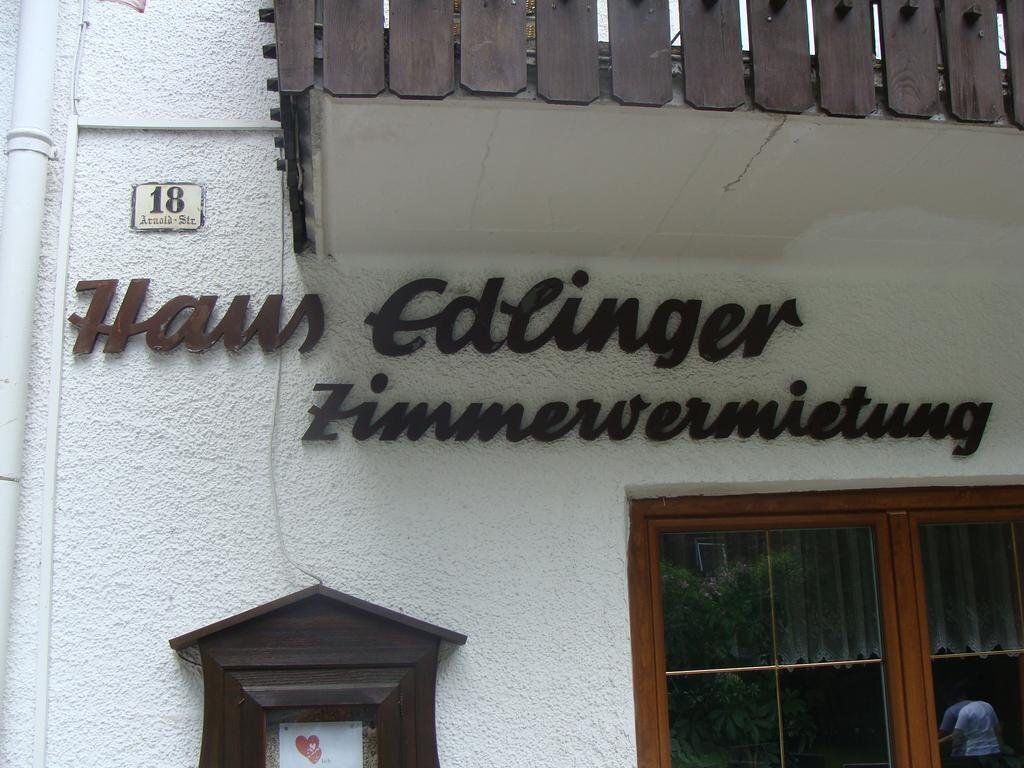 18
Arnold-Str.
Haus Edlinger
Zimmervermietung